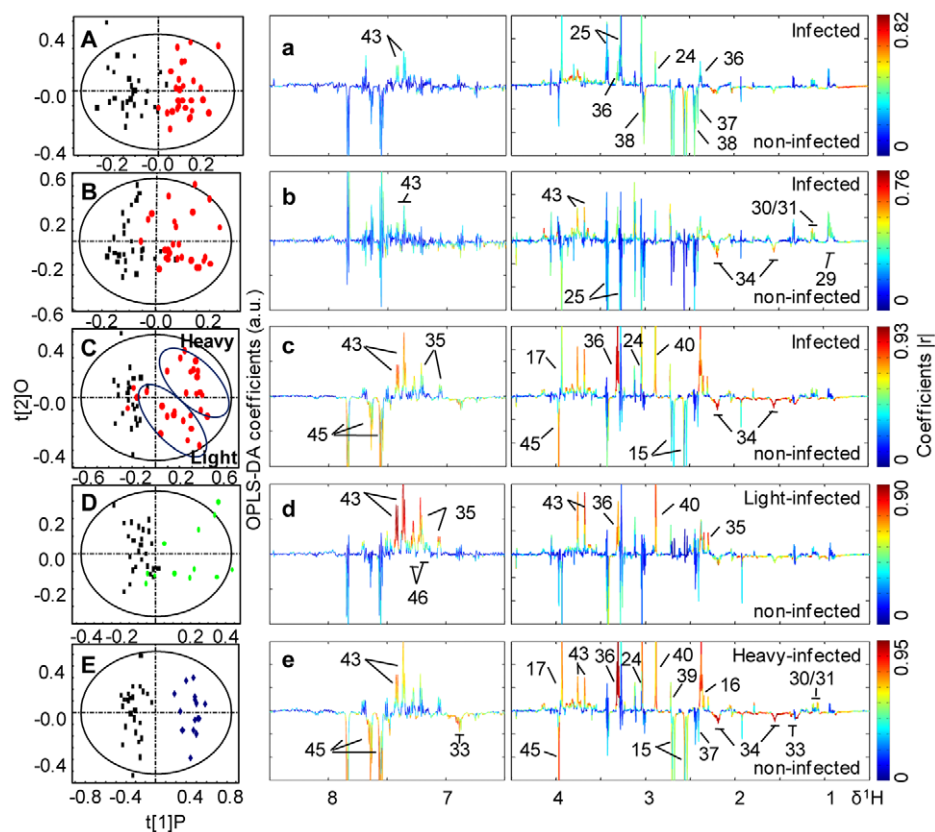 A
0.4
-0.0
-0.4
-0.2 -0.0 0.2
a
43
25
24
36
36
38
37
38
Infected
non-infected
0.82
0
B
0.6
0.2
-0.2
-0.6
-0.2 0.0 0.2
b
43
43
25
30/31
34
29
Infected
non-infected
0.76
0
C
Heavy
Light
0.4
-0.0
-0.4
-0.6 -0.2 0.2 0.6
c
43
35
45
17
36
24
40
45
15
34
Infected
non-infected
0.93
0
D
0.2
0.0
-0.2
-0.4 -0.2 0.0 0.2 0.4
d
43
35
46
43
36
40
35
Light-infected
non-infected
0.90
0
E
0.4
0.0
-0.4
-0.8 -0.4 0.0 0.4 0.8
e
43
45
33
17
43
36
24
40
39
16
30/31
45
15
37
34
33
Heavy-infected
non-infected
0.95
0
t[2]O
t[1]P
OPLS-DA coefficients (a.u.)
Coefficients |r|
8 7 4 3 2 1 δ¹H